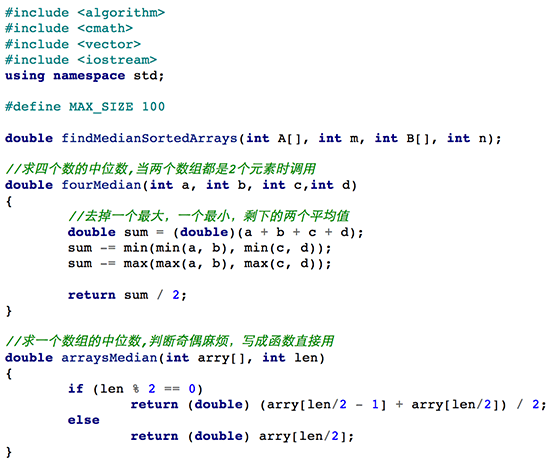 #include <algorithm>
#include <cmath>
#include <vector>
#include <iostream>
using namespace std;
#define MAX_SIZE 100
double findMedianSortedArrays(int A[], int m, int B[], int n);
//求四个数的中位数,当两个数组都是2个元素时调用
double fourMedian(int a, int b, int c,int d)
{
        //去掉一个最大，一个最小，剩下的两个平均值
        double sum = (double)(a + b + c + d);
        sum -= min(min(a, b), min(c, d));
        sum -= max(max(a, b), max(c, d));
        return sum / 2;
}
//求一个数组的中位数,判断奇偶麻烦，写成函数直接用
double arraysMedian(int arry[], int len)
{
        if (len % 2 == 0)
                return (double) (arry[len/2 - 1] + arry[len/2]) / 2;
        else
                return (double) arry[len/2];
}